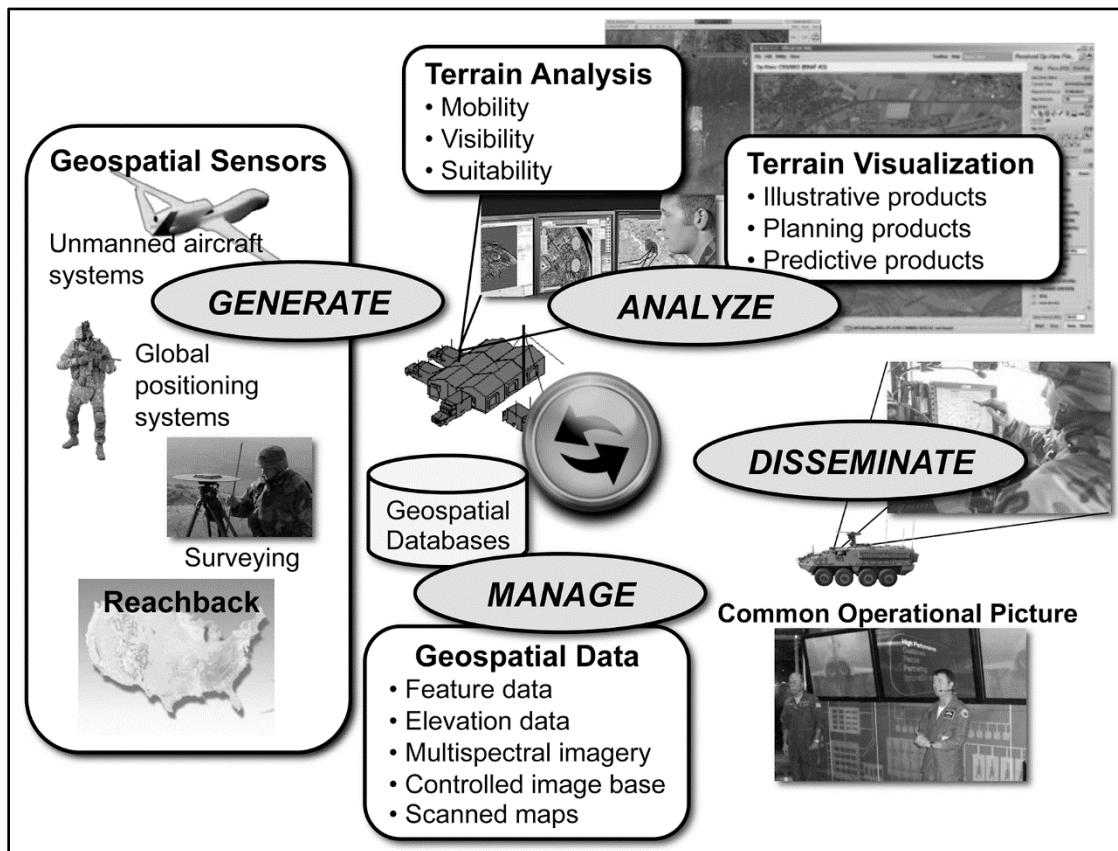 Geospatial Sensors
Unmanned aircraft
systems
Global
positioning
systems
Surveying
Reachback
GENERATE
Terrain Analysis
• Mobility
• Visibility
• Suitability
ANALYZE
Terrain Visualization
• Illustrative products
• Planning products
• Predictive products
Geospatial
Databases
MANAGE
Geospatial Data
• Feature data
• Elevation data
• Multispectral imagery
• Controlled image base
• Scanned maps
DISSEMINATE
Common Operational Picture